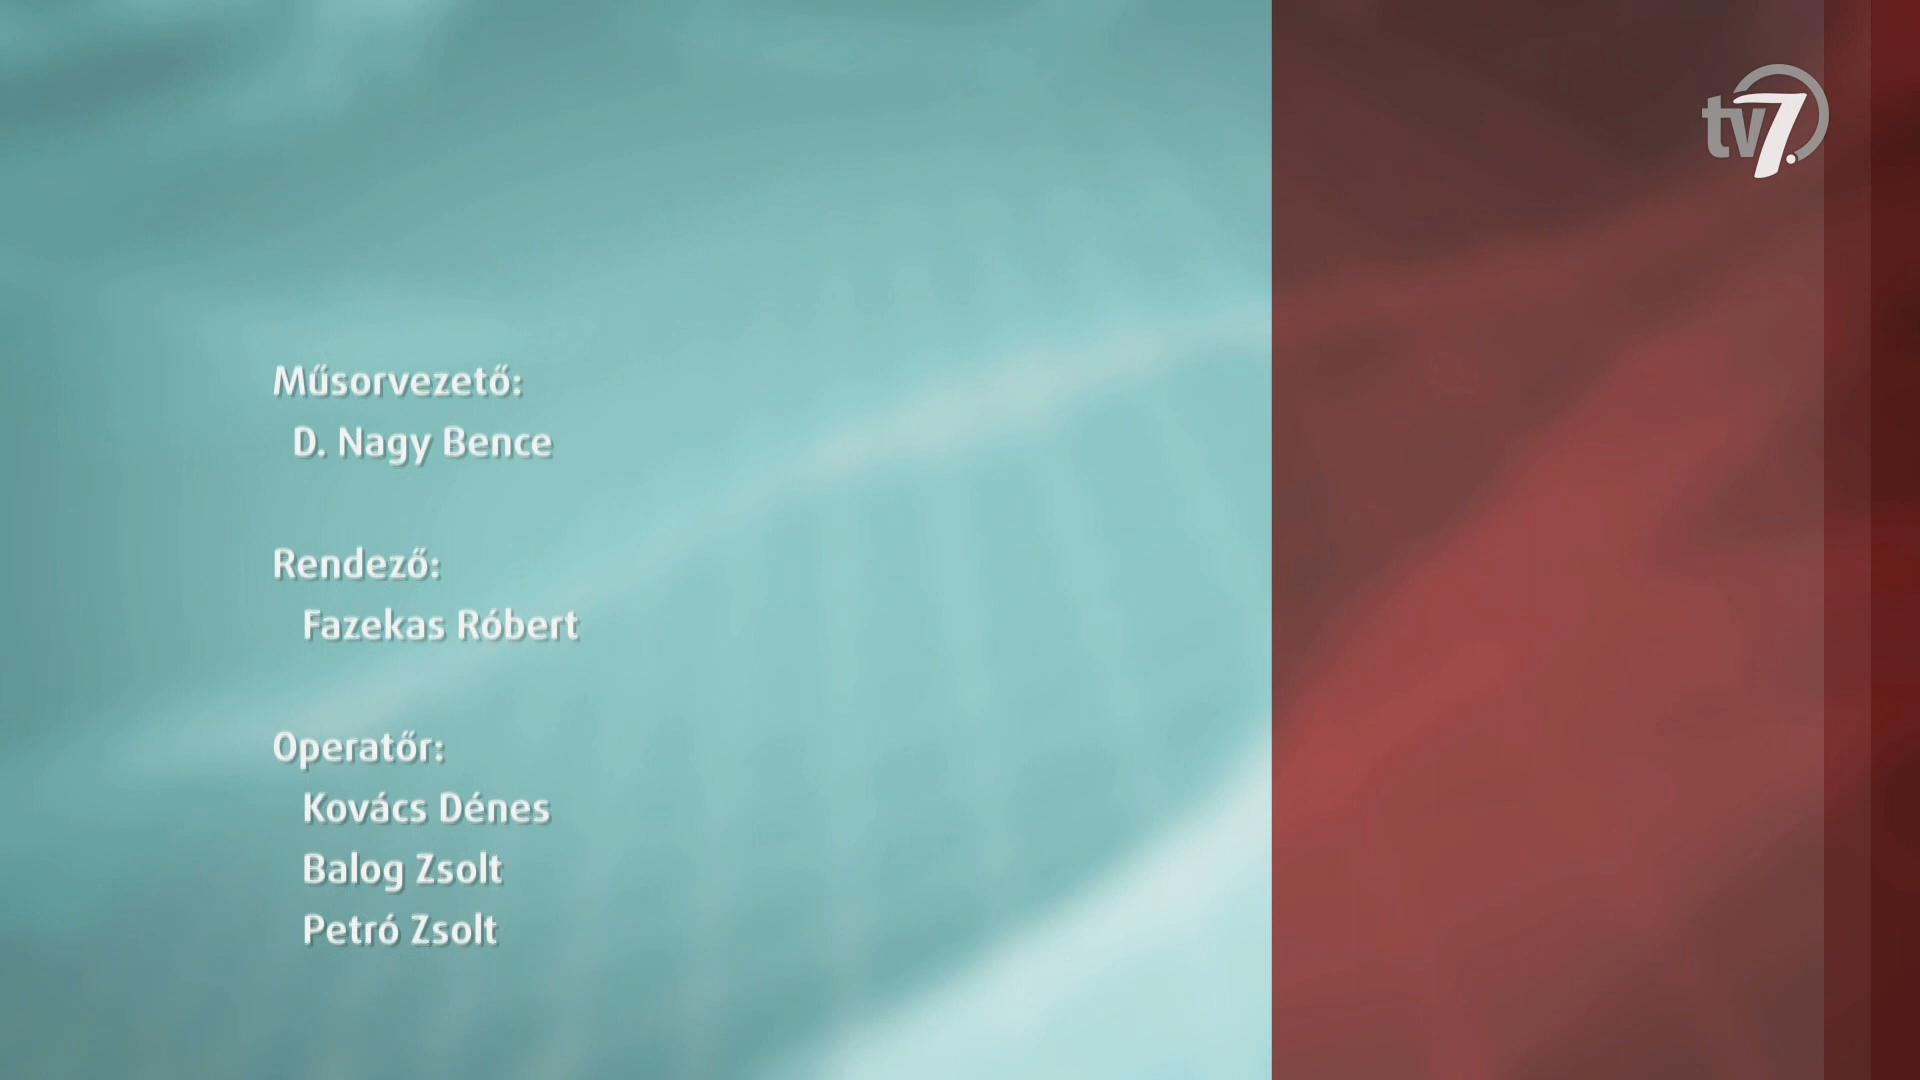 tv7.
Műsorvezető:
D. Nagy Bence
Rendező:
Fazekas Róbert
Operatőr:
Kovács Dénes
Balog Zsolt
Petró Zsolt